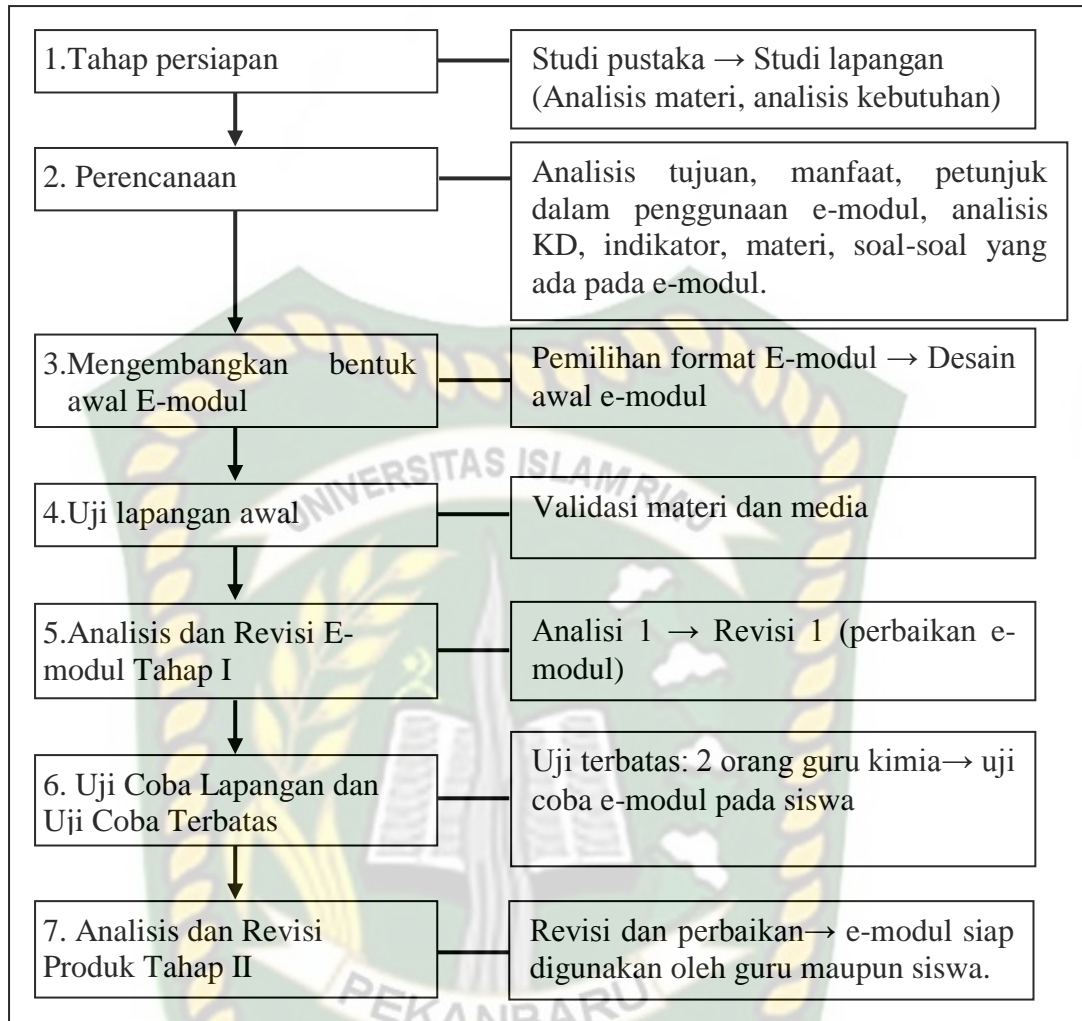 1.Tahap persiapan
Studi pustaka → Studi lapangan
(Analisis materi, analisis kebutuhan)
2. Perencanaan
Analisis tujuan, manfaat, petunjuk
dalam penggunaan e-modul, analisis
KD, indikator, materi, soal-soal yang
ada pada e-modul.
3.Mengembangkan bentuk
awal E-modul
Pemilihan format E-modul → Desain
awal e-modul
UNIVERSITAS ISLAM RIAU
4.Uji lapangan awal
Validasi materi dan media
5.Analisis dan Revisi E-
modul Tahap I
Analisi 1 → Revisi 1 (perbaikan e-
modul)
6. Uji Coba Lapangan dan
Uji Coba Terbatas
Uji terbatas: 2 orang guru kimia→ uji
coba e-modul pada siswa
7. Analisis dan Revisi
Produk Tahap II
Revisi dan perbaikan→ e-modul siap
digunakan oleh guru maupun siswa.
PEKANBARU